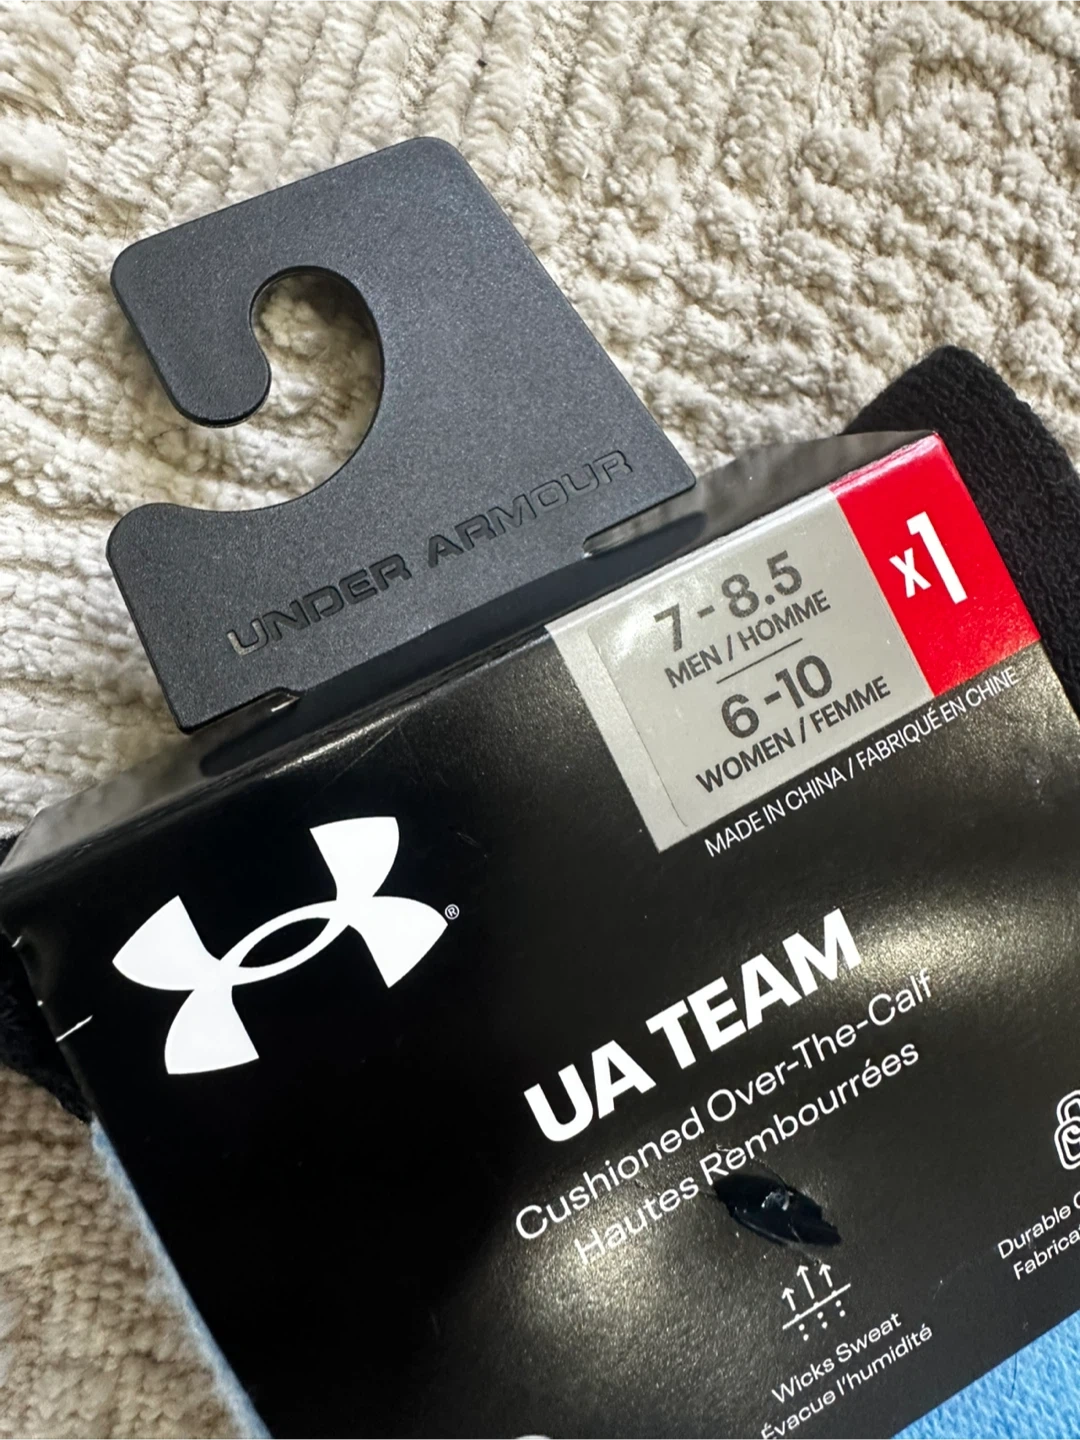 UNDER ARMOUR
7-8.5
MEN / HOMME
6-10
WOMEN / FEMME
x1
MADE IN CHINA / FABRIQUÉ EN CHINE
®
UA TEAM
Cushioned Over-The-Calf
Hautes Rembourrées
Wicks Sweat
Évacue l'humidité
Durable